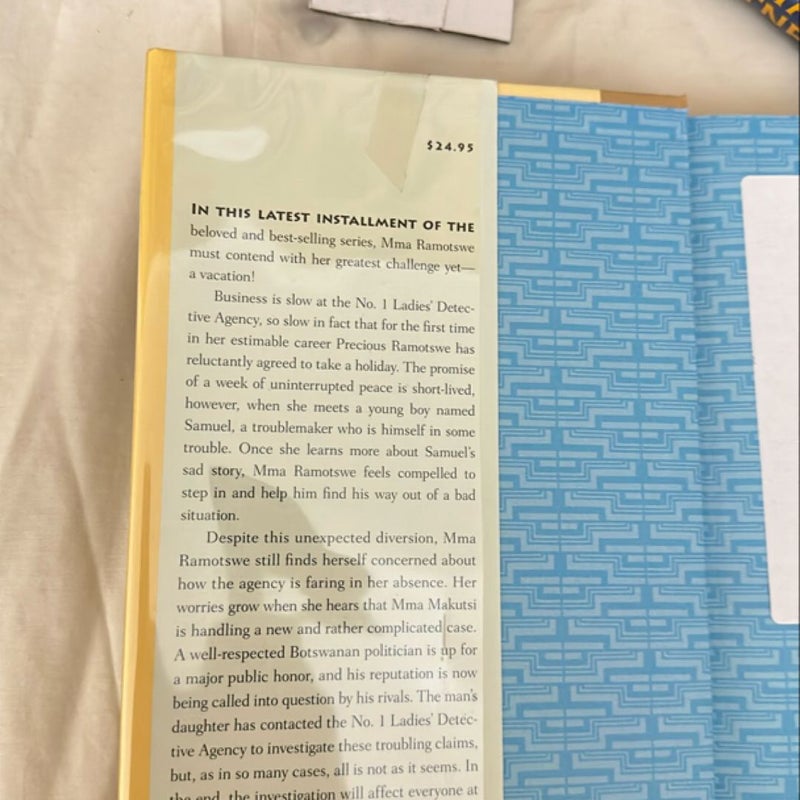 $24.95
IN THIS LATEST INSTALLMENT OF THE
beloved and best-selling series, Mma Ramotswe
must contend with her greatest challenge yet—
a vacation!
Business is slow at the No. 1 Ladies' Detec-
tive Agency, so slow in fact that for the first time
in her estimable career Precious Ramotswe has
reluctantly agreed to take a holiday. The promise
of a week of uninterrupted peace is short-lived,
however, when she meets a young boy named
Samuel, a troublemaker who is himself in some
trouble. Once she learns more about Samuel's
sad story, Mma Ramotswe feels compelled to
step in and help him find his way out of a bad
situation.
Despite this unexpected diversion, Mma
Ramotswe still finds herself concerned about
how the agency is faring in her absence. Her
worries grow when she hears that Mma Makutsi
is handling a new and rather complicated case.
A well-respected Botswanan politician is up for
a major public honor, and his reputation is now
being called into question by his rivals. The man's
daughter has contacted the No. 1 Ladies' Detec-
tive Agency to investigate these troubling claims,
but, as in so many cases, all is not as it seems. In
the end, the investigation will affect everyone at